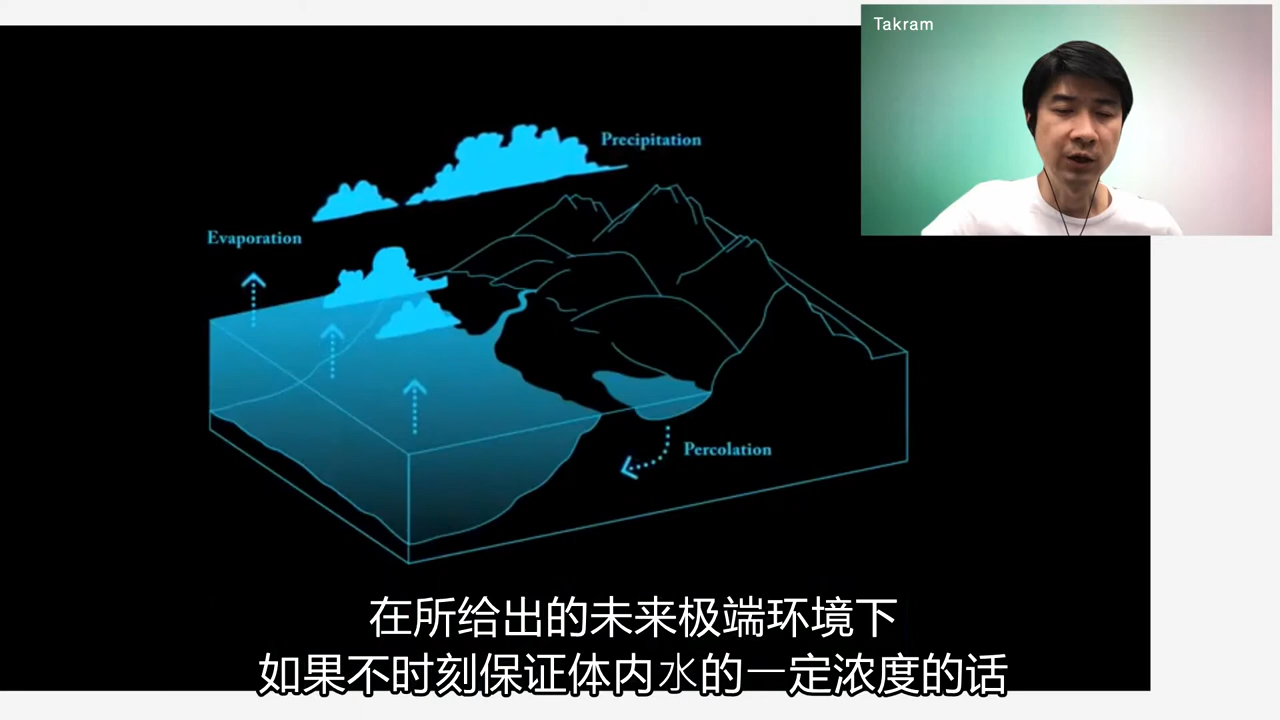 Takram
Precipitation
Evaporation
Percolation
在所给出的未来极端环境下
如果不时刻保证体内水的一定浓度的话